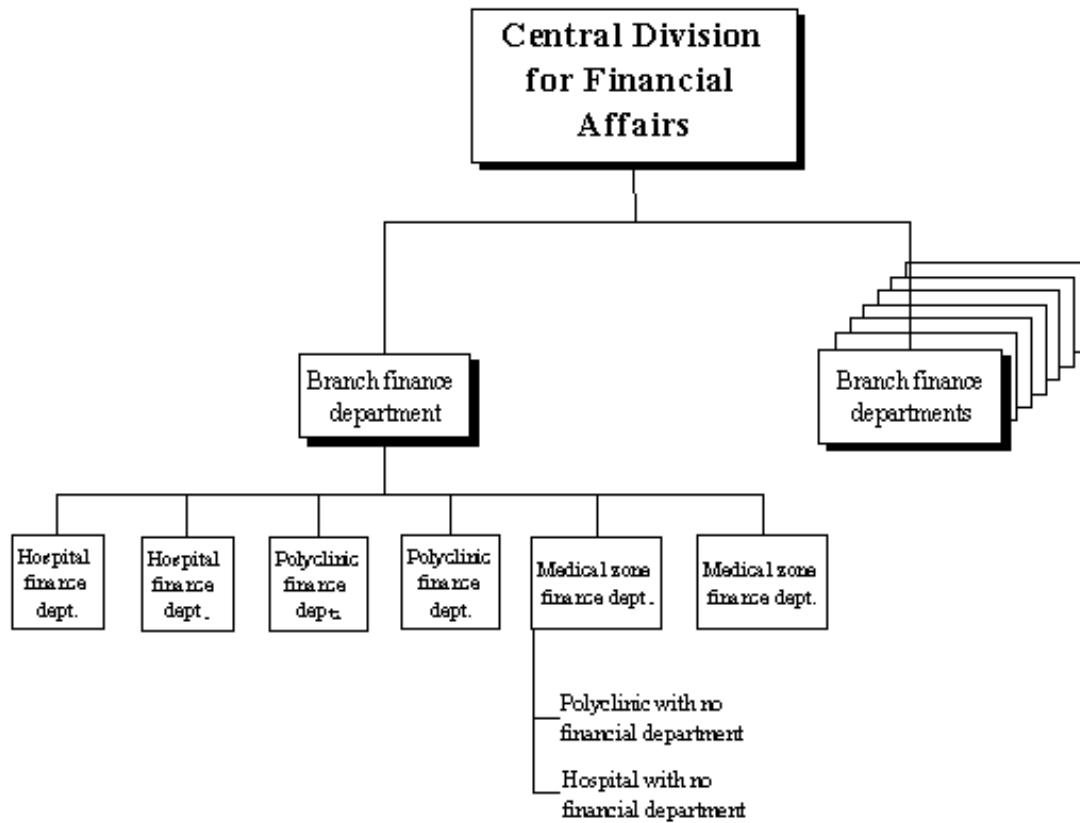 Central Division
for Financial
Affairs
Branch finance
department
Branch finance
departments
Hospital
finance
dept.
Hospital
finance
dept.
Polyclinic
finance
dept.
Polyclinic
finance
dept.
Medical zone
finance dept.
Medical zone
finance dept.
Polyclinic with no
financial department
Hospital with no
financial department